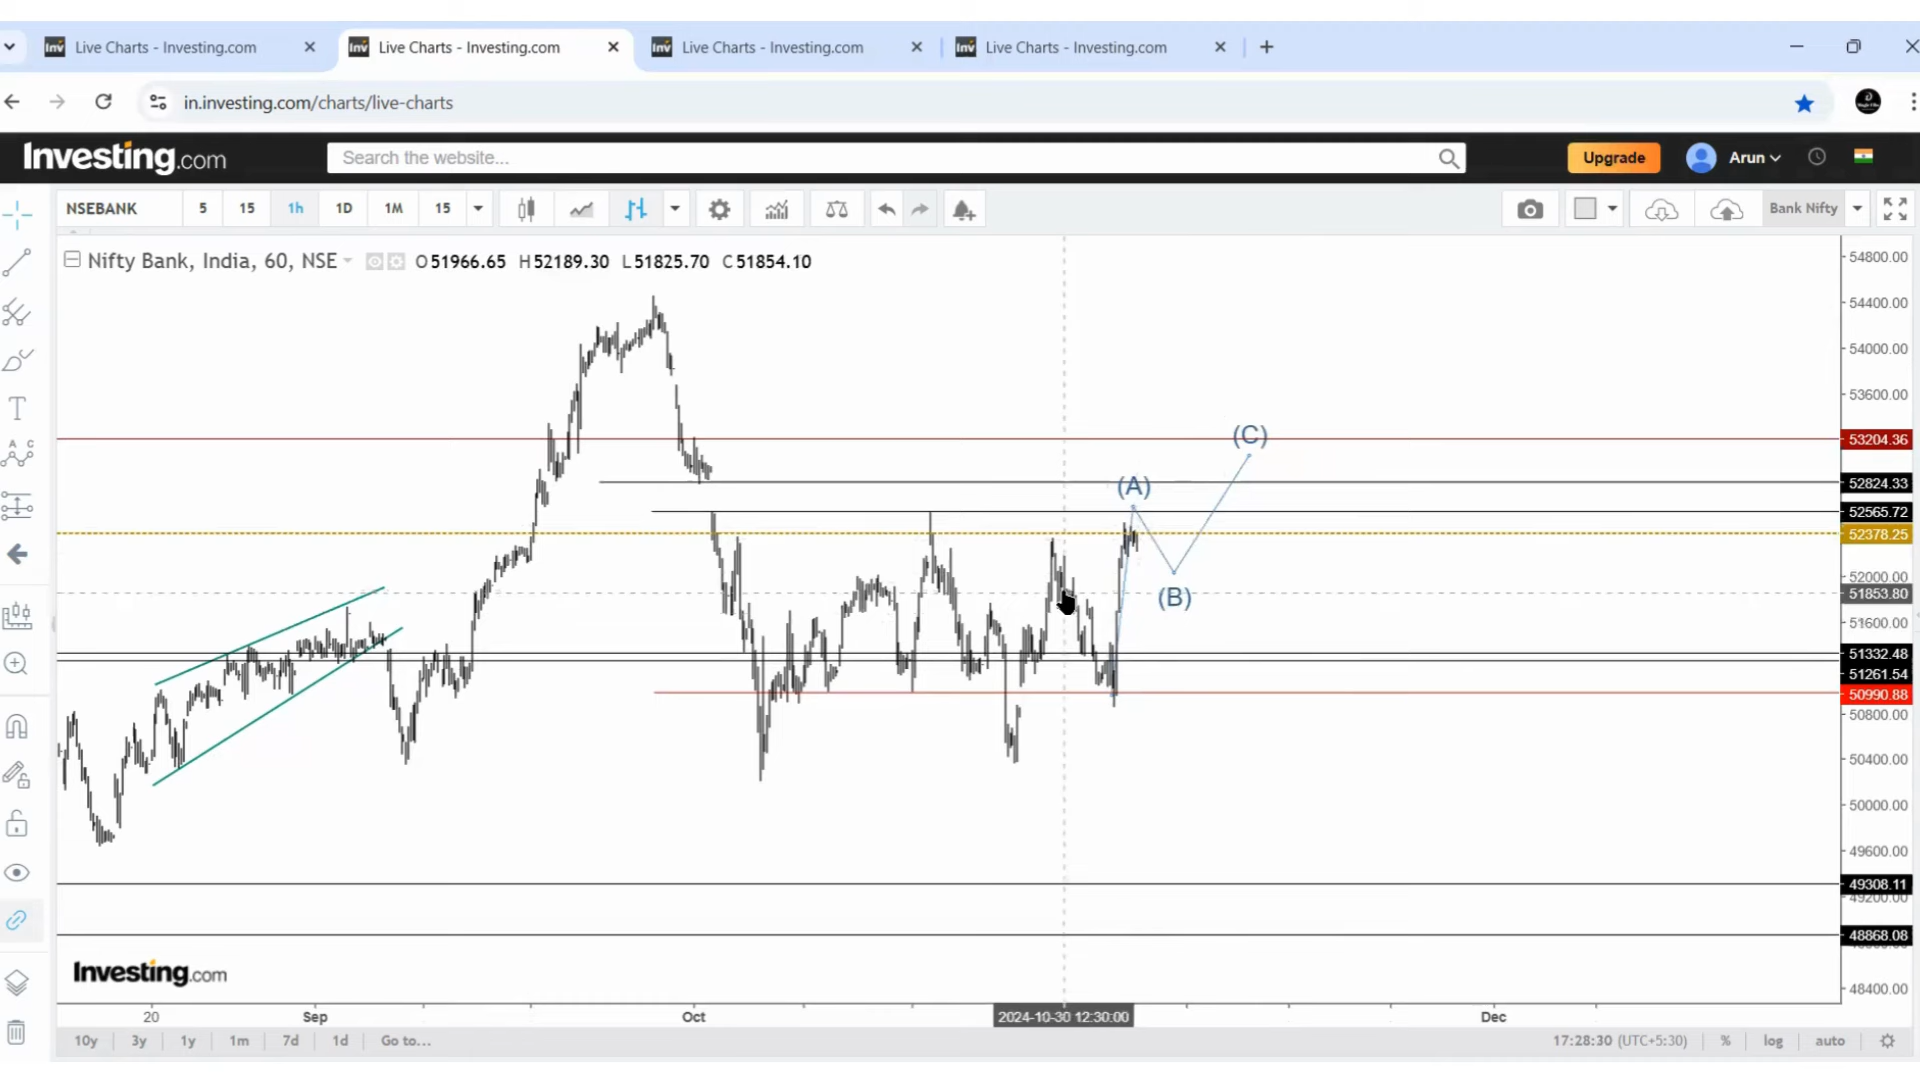 Live Charts - Investing.com Live Charts - Investing.com Live Charts - Investing.com Live Charts - Investing.com
in.investing.com/charts/live-charts
Investing.com Search the website... Upgrade Arun
NSEBANK 5 15 1h 1D 1M 15 Bank Nifty
Nifty Bank, India, 60, NSE O51966.65 H52189.30 L51825.70 C51854.10
54800.00
54400.00
54000.00
53600.00
(C)
53204.36
(A)
52824.33
52565.72
52378.25
52000.00
(B)
51853.80
51600.00
51332.48
51261.54
50990.88
50800.00
50400.00
50000.00
49600.00
49308.11
49200.00
48868.08
Investing.com
48400.00
20 Sep Oct 2024-10-30 12:30:00 Dec
10y 3y 1y 1m 7d 1d Go to... 17:28:30 (UTC+5:30) % log auto